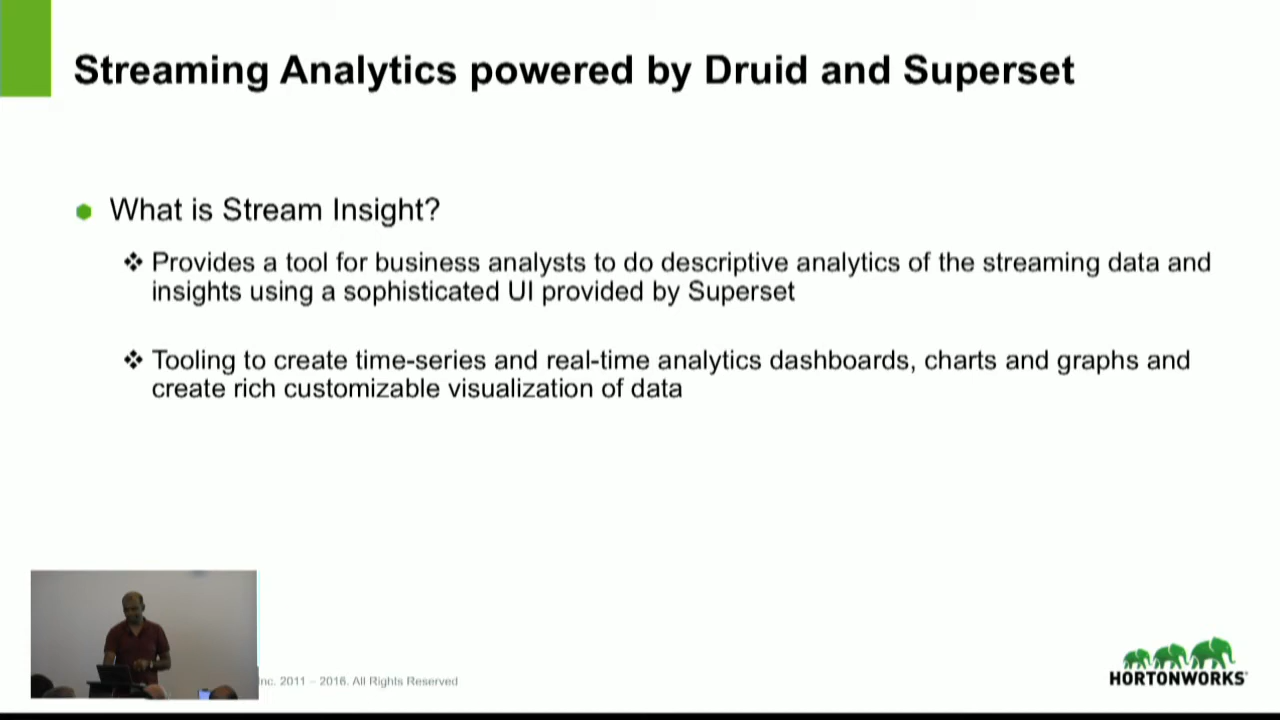 Streaming Analytics powered by Druid and Superset
What is Stream Insight?
Provides a tool for business analysts to do descriptive analytics of the streaming data and
insights using a sophisticated UI provided by Superset
Tooling to create time-series and real-time analytics dashboards, charts and graphs and
create rich customizable visualization of data
nc. 2011 – 2016. All Rights Reserved
HORTONWORKS